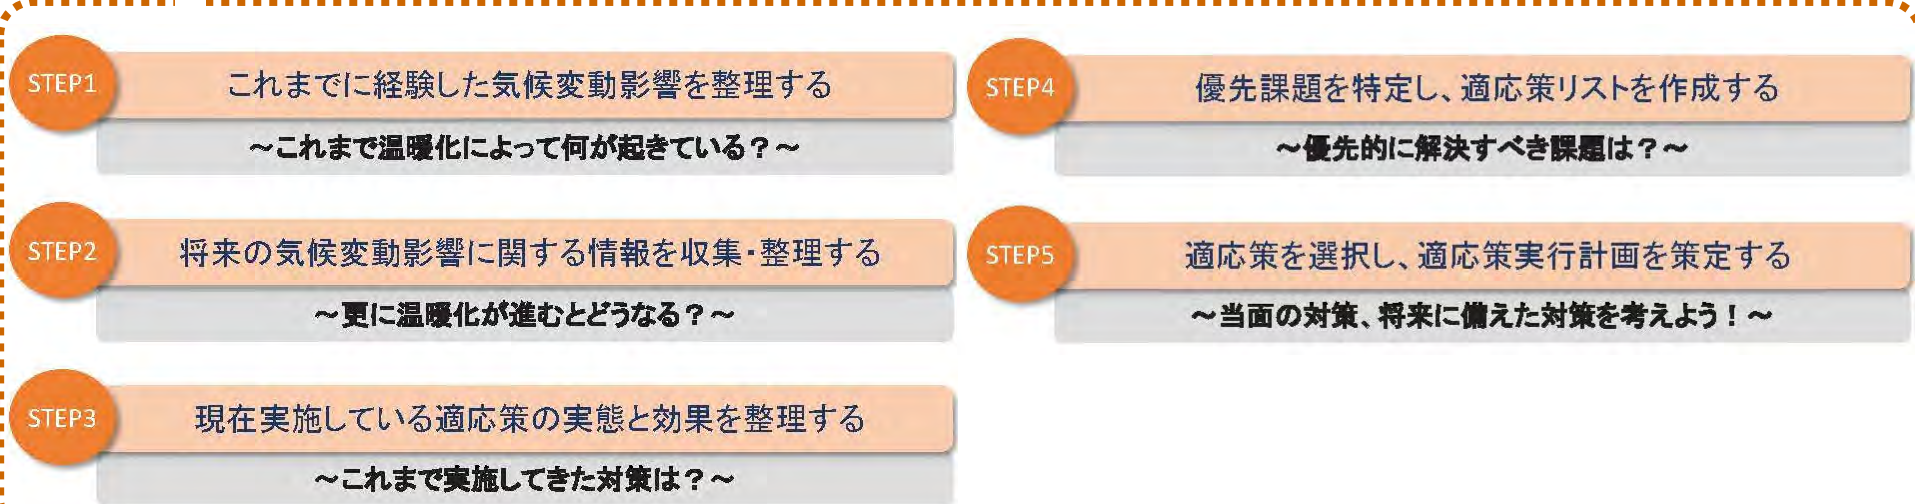 STEP1
これまでに経験した気候変動影響を整理する
～これまで温暖化によって何が起きている？～
STEP2
将来の気候変動影響に関する情報を収集・整理する
～更に温暖化が進むとどうなる？～
STEP3
現在実施している適応策の実態と効果を整理する
～これまで実施してきた対策は？～
STEP4
優先課題を特定し、適応策リストを作成する
～優先的に解決すべき課題は？～
STEP5
適応策を選択し、適応策実行計画を策定する
～当面の対策、将来に備えた対策を考えよう！～